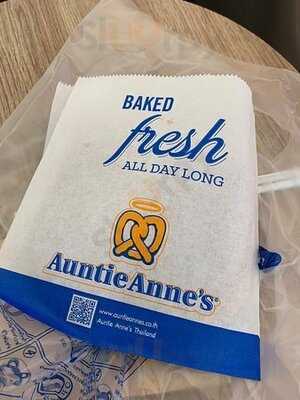 BAKED
fresh
ALL DAY LONG
AuntieAnne's®
www.auntieannes.co.th
Auntie Anne's Thailand